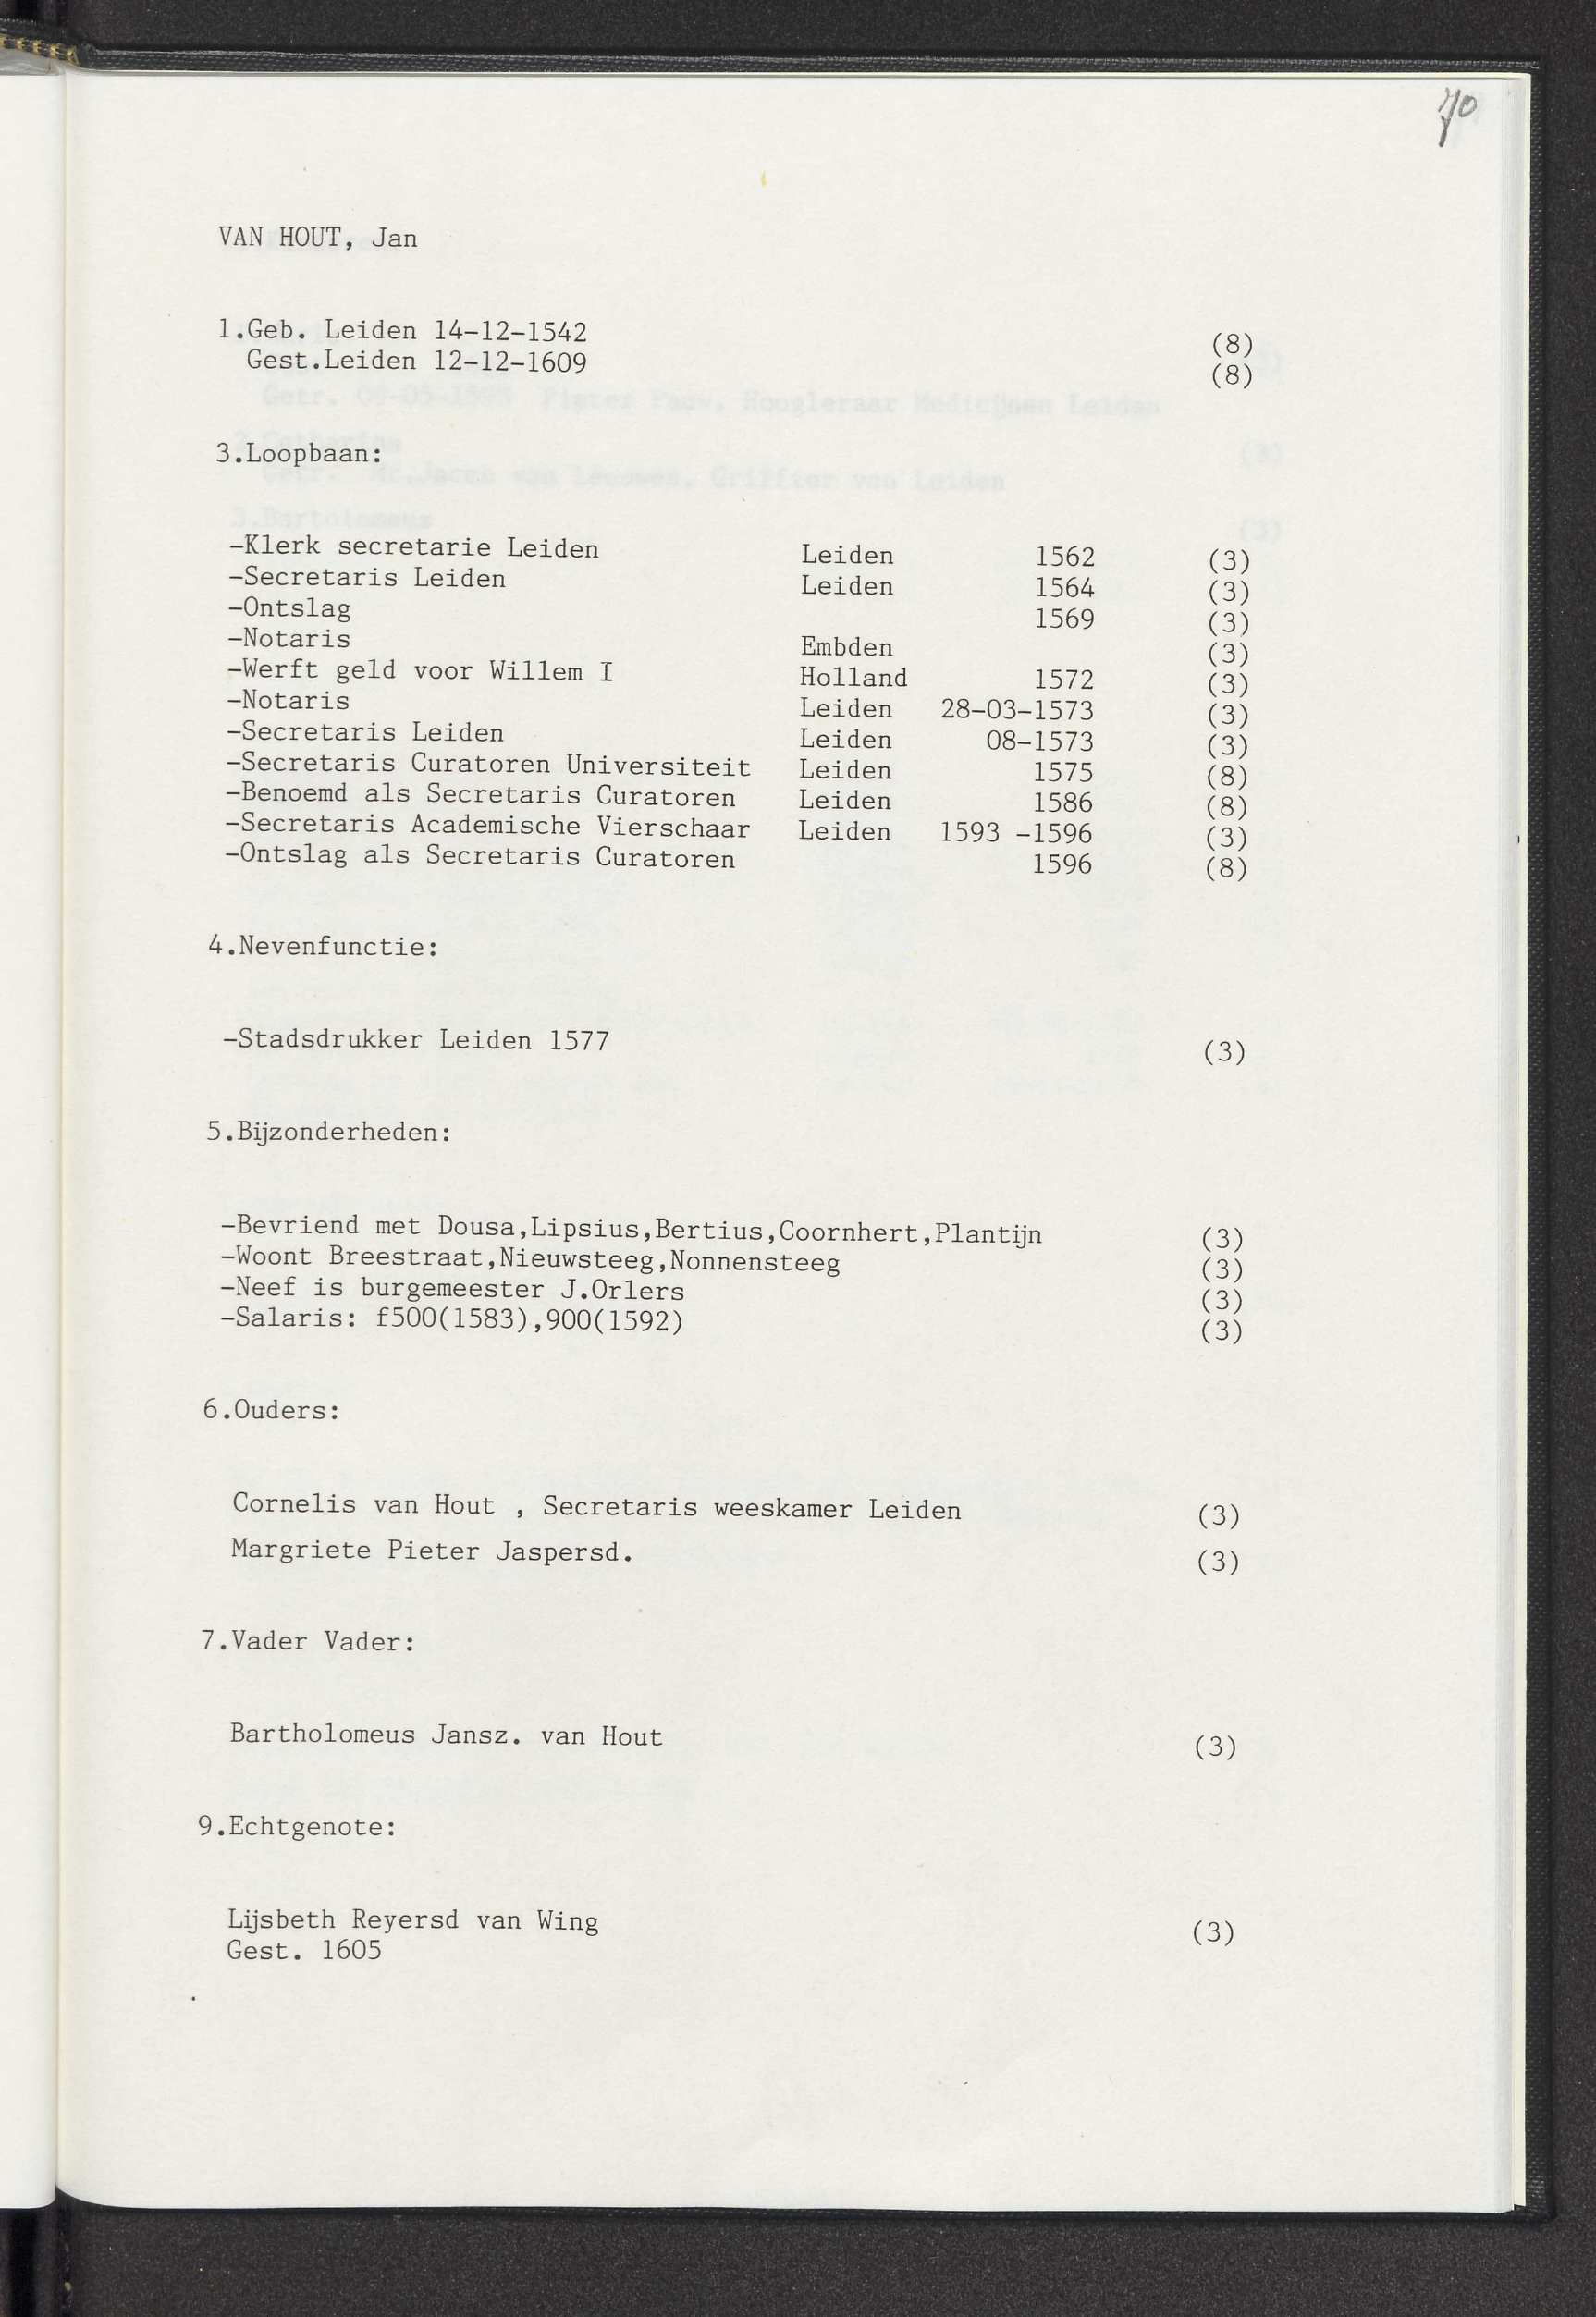 70
VAN HOUT, Jan
1.Geb. Leiden 14-12-1542 (8)
Gest.Leiden 12-12-1609 (8)
3.Loopbaan:
-Klerk secretarie Leiden Leiden 1562 (3)
-Secretaris Leiden Leiden 1564 (3)
-Ontslag 1569 (3)
-Notaris Embden (3)
-Werft geld voor Willem I Holland 1572 (3)
-Notaris Leiden 28-03-1573 (3)
-Secretaris Leiden Leiden 08-1573 (3)
-Secretaris Curatoren Universiteit Leiden 1575 (8)
-Benoemd als Secretaris Curatoren Leiden 1586 (8)
-Secretaris Academische Vierschaar Leiden 1593 -1596 (3)
-Ontslag als Secretaris Curatoren 1596 (8)
4.Nevenfunctie:
-Stadsdrukker Leiden 1577 (3)
5.Bijzonderheden:
-Bevriend met Dousa,Lipsius,Bertius,Coornhert,Plantijn (3)
-Woont Breestraat,Nieuwsteeg,Nonnensteeg (3)
-Neef is burgemeester J.Orlers (3)
-Salaris: f500(1583),900(1592) (3)
6.Ouders:
Cornelis van Hout , Secretaris weeskamer Leiden (3)
Margriete Pieter Jaspersd. (3)
7.Vader Vader:
Bartholomeus Jansz. van Hout (3)
9.Echtgenote:
Lijsbeth Reyersd van Wing (3)
Gest. 1605